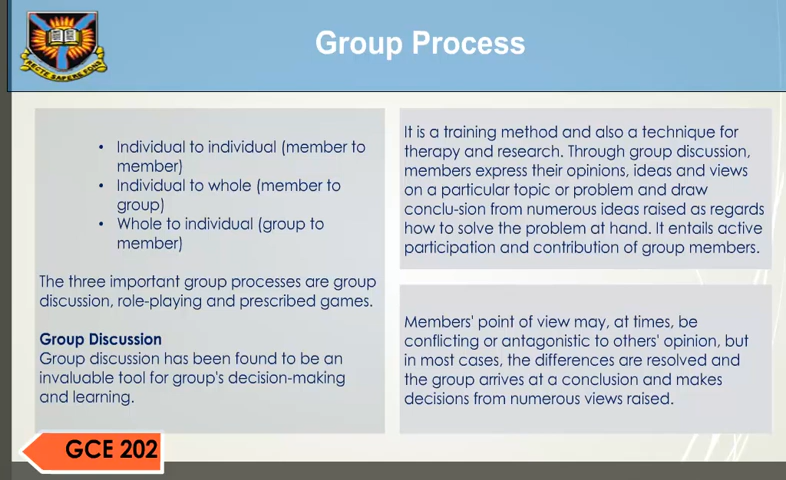 Group Process
• Individual to individual (member to
member)
• Individual to whole (member to
group)
• Whole to individual (group to
member)
The three important group processes are group
discussion, role-playing and prescribed games.
Group Discussion
Group discussion has been found to be an
invaluable tool for group's decision-making
and learning.
It is a training method and also a technique for
therapy and research. Through group discussion,
members express their opinions, ideas and views
on a particular topic or problem and draw
conclu-sion from numerous ideas raised as regards
how to solve the problem at hand. It entails active
participation and contribution of group members.
Members' point of view may, at times, be
conflicting or antagonistic to others' opinion, but
in most cases, the differences are resolved and
the group arrives at a conclusion and makes
decisions from numerous views raised.
GCE 202